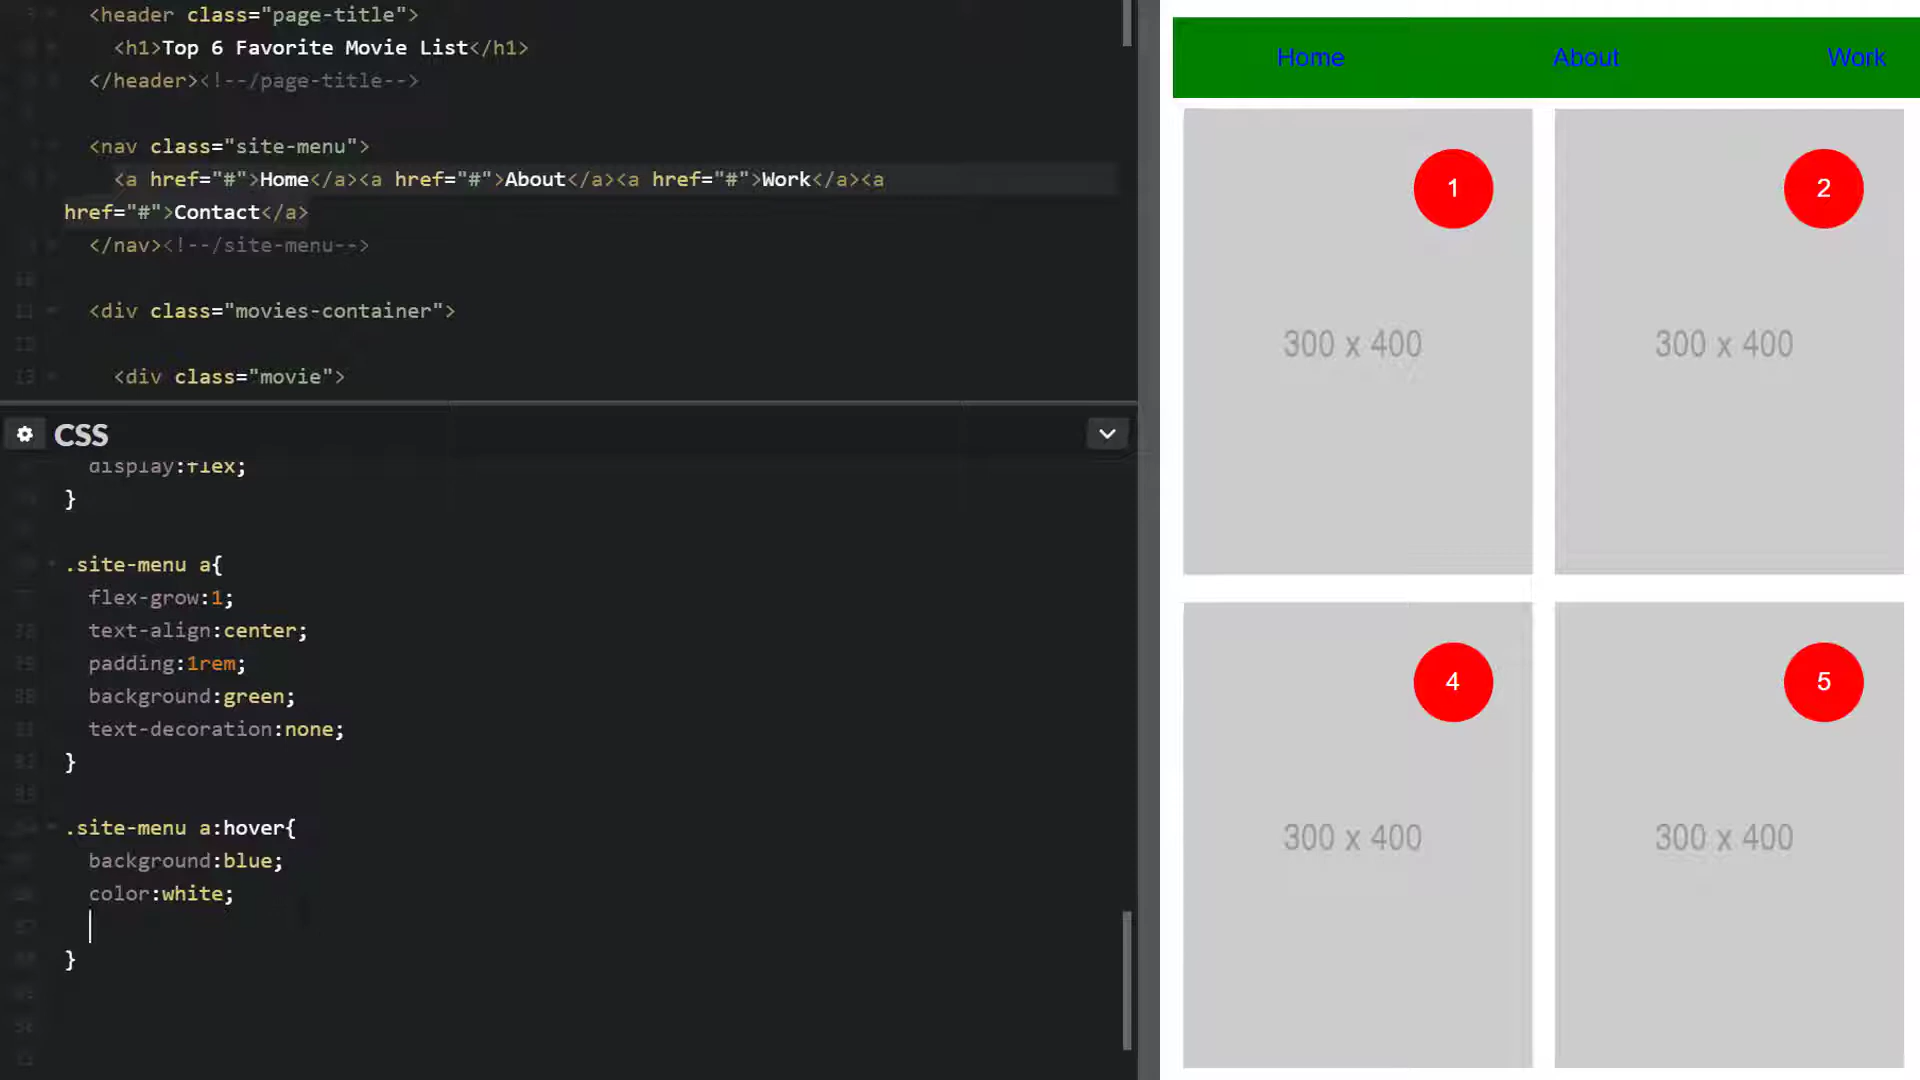 <header class="page-title">
<h1>Top 6 Favorite Movie List</h1>
</header><!--/page-title-->
<nav class="site-menu">
<a href="#">Home</a><a href="#">About</a><a href="#">Work</a><a
href="#">Contact</a>
</nav><!--/site-menu-->
10
11 <div class="movies-container">
12
13 <div class="movie">
CSS
display:flex;
}
.site-menu a{
flex-grow:1;
text-align:center;
padding:1rem;
background:green;
text-decoration:none;
}
.site-menu a:hover{
background:blue;
color:white;
}
Home About Work
1 2
300 x 400 300 x 400
4 5
300 x 400 300 x 400